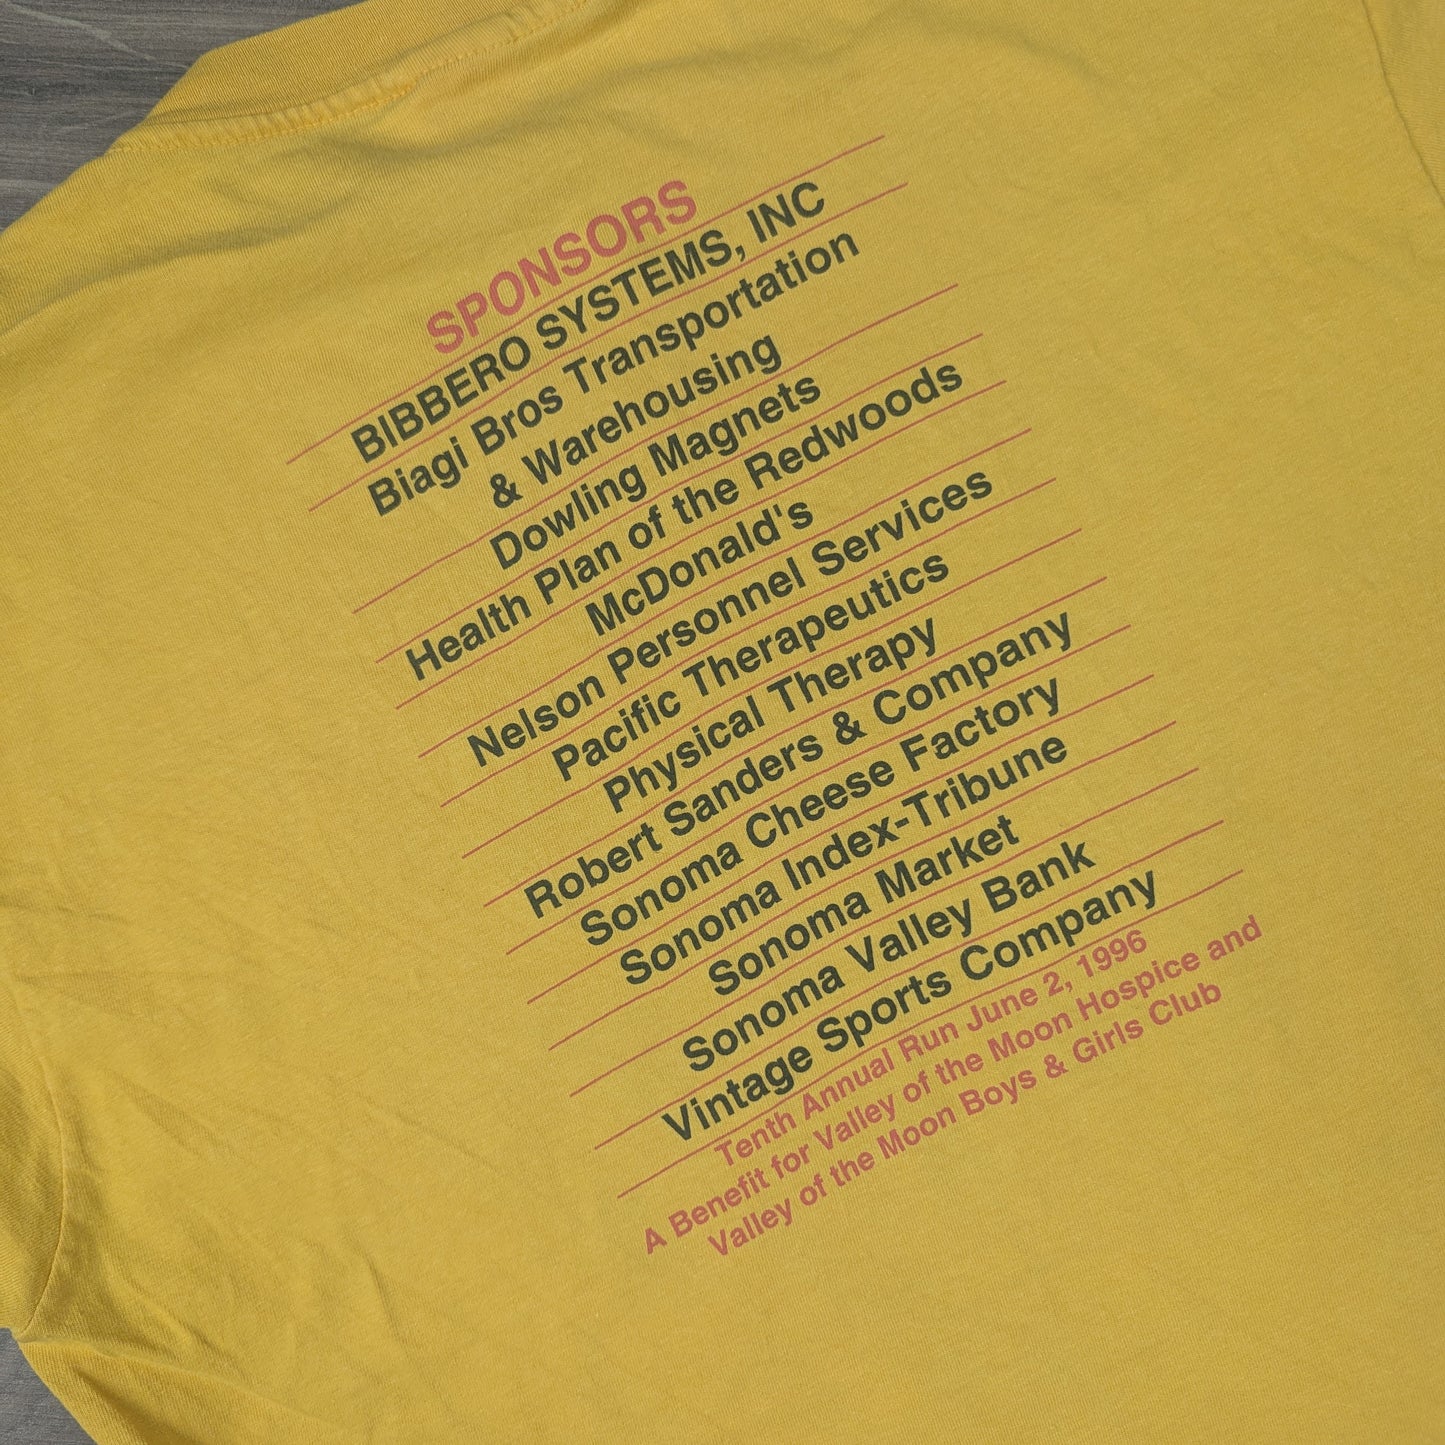 SPONSORS
BIBBERO SYSTEMS, INC
Biagi Bros Transportation
& Warehousing
Dowling Magnets
Health Plan of the Redwoods
McDonald's
Nelson Personnel Services
Pacific Therapeutics
Physical Therapy
Robert Sanders & Company
Sonoma Cheese Factory
Sonoma Index-Tribune
Sonoma Market
Sonoma Valley Bank
Vintage Sports Company
Tenth Annual Run June 2, 1996
A Benefit for Valley of the Moon Hospice and
Valley of the Moon Boys & Girls Club